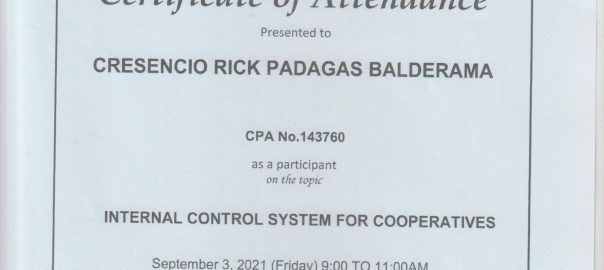 Certificate of Attendance
Presented to
CRESENCIO RICK PADAGAS BALDERAMA
CPA No.143760
as a participant
on the topic
INTERNAL CONTROL SYSTEM FOR COOPERATIVES
September 3, 2021 (Friday) 9:00 TO 11:00AM